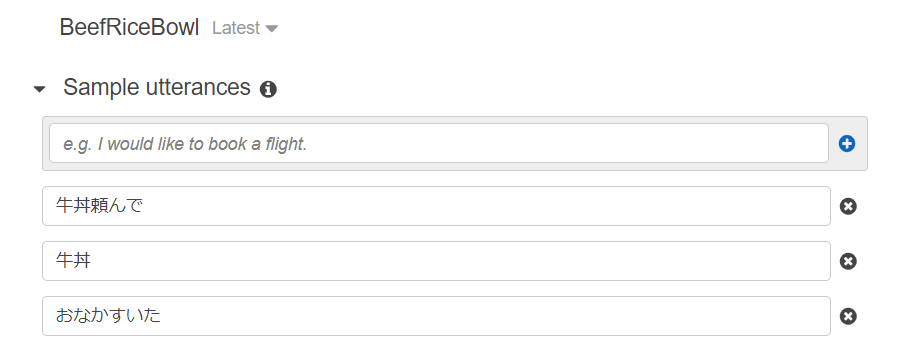 BeefRiceBowl Latest
Sample utterances
e.g. I would like to book a flight.
牛丼頼んで
牛丼
おなかすいた